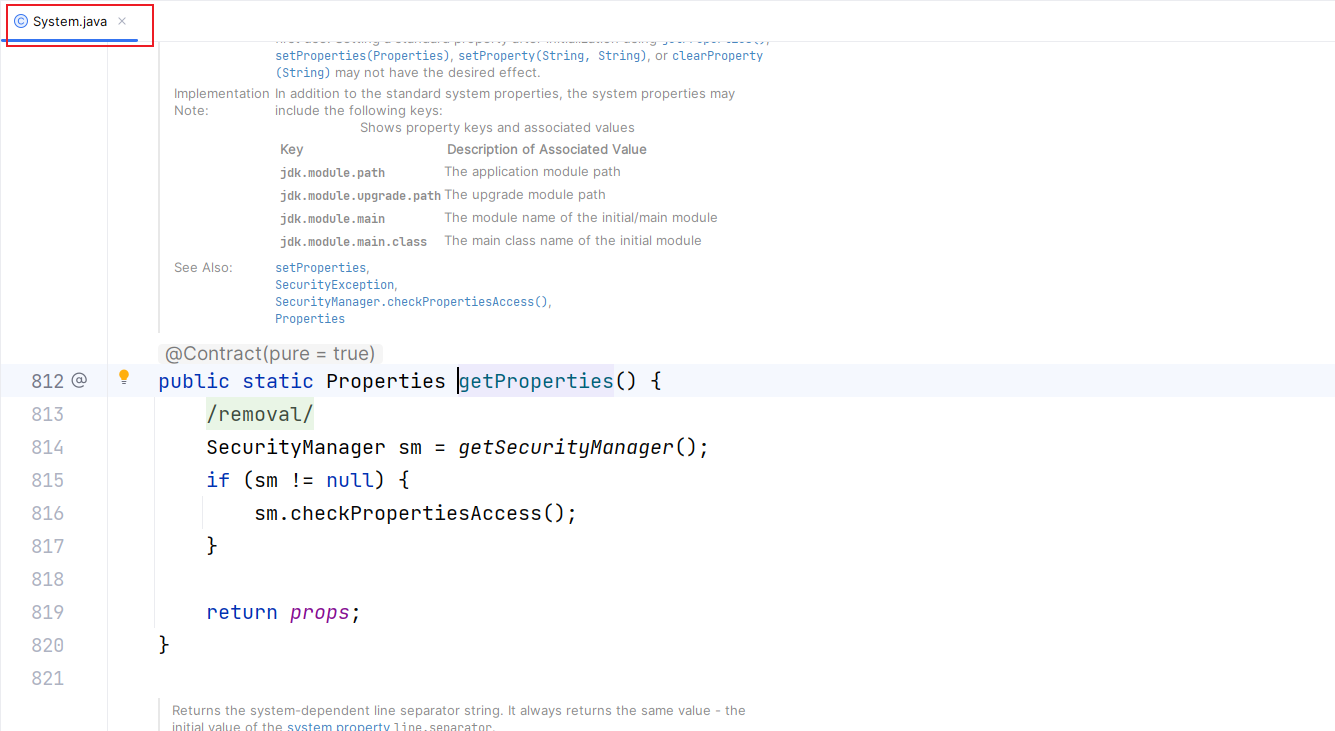 System.java
setProperties(Properties), setProperty(String, String), or clearProperty
(String) may not have the desired effect.
Implementation Note: In addition to the standard system properties, the system properties may
include the following keys:
Shows property keys and associated values
Key Description of Associated Value
jdk.module.path The application module path
jdk.module.upgrade.path The upgrade module path
jdk.module.main The module name of the initial/main module
jdk.module.main.class The main class name of the initial module
See Also: setProperties,
SecurityException,
SecurityManager.checkPropertiesAccess(),
Properties
@Contract(pure = true)
812 @ public static Properties getProperties() {
813 /removal/
814 SecurityManager sm = getSecurityManager();
815 if (sm != null) {
816 sm.checkPropertiesAccess();
817 }
818
819 return props;
820 }
821
Returns the system-dependent line separator string. It always returns the same value - the
initial value of the system property line.separator.